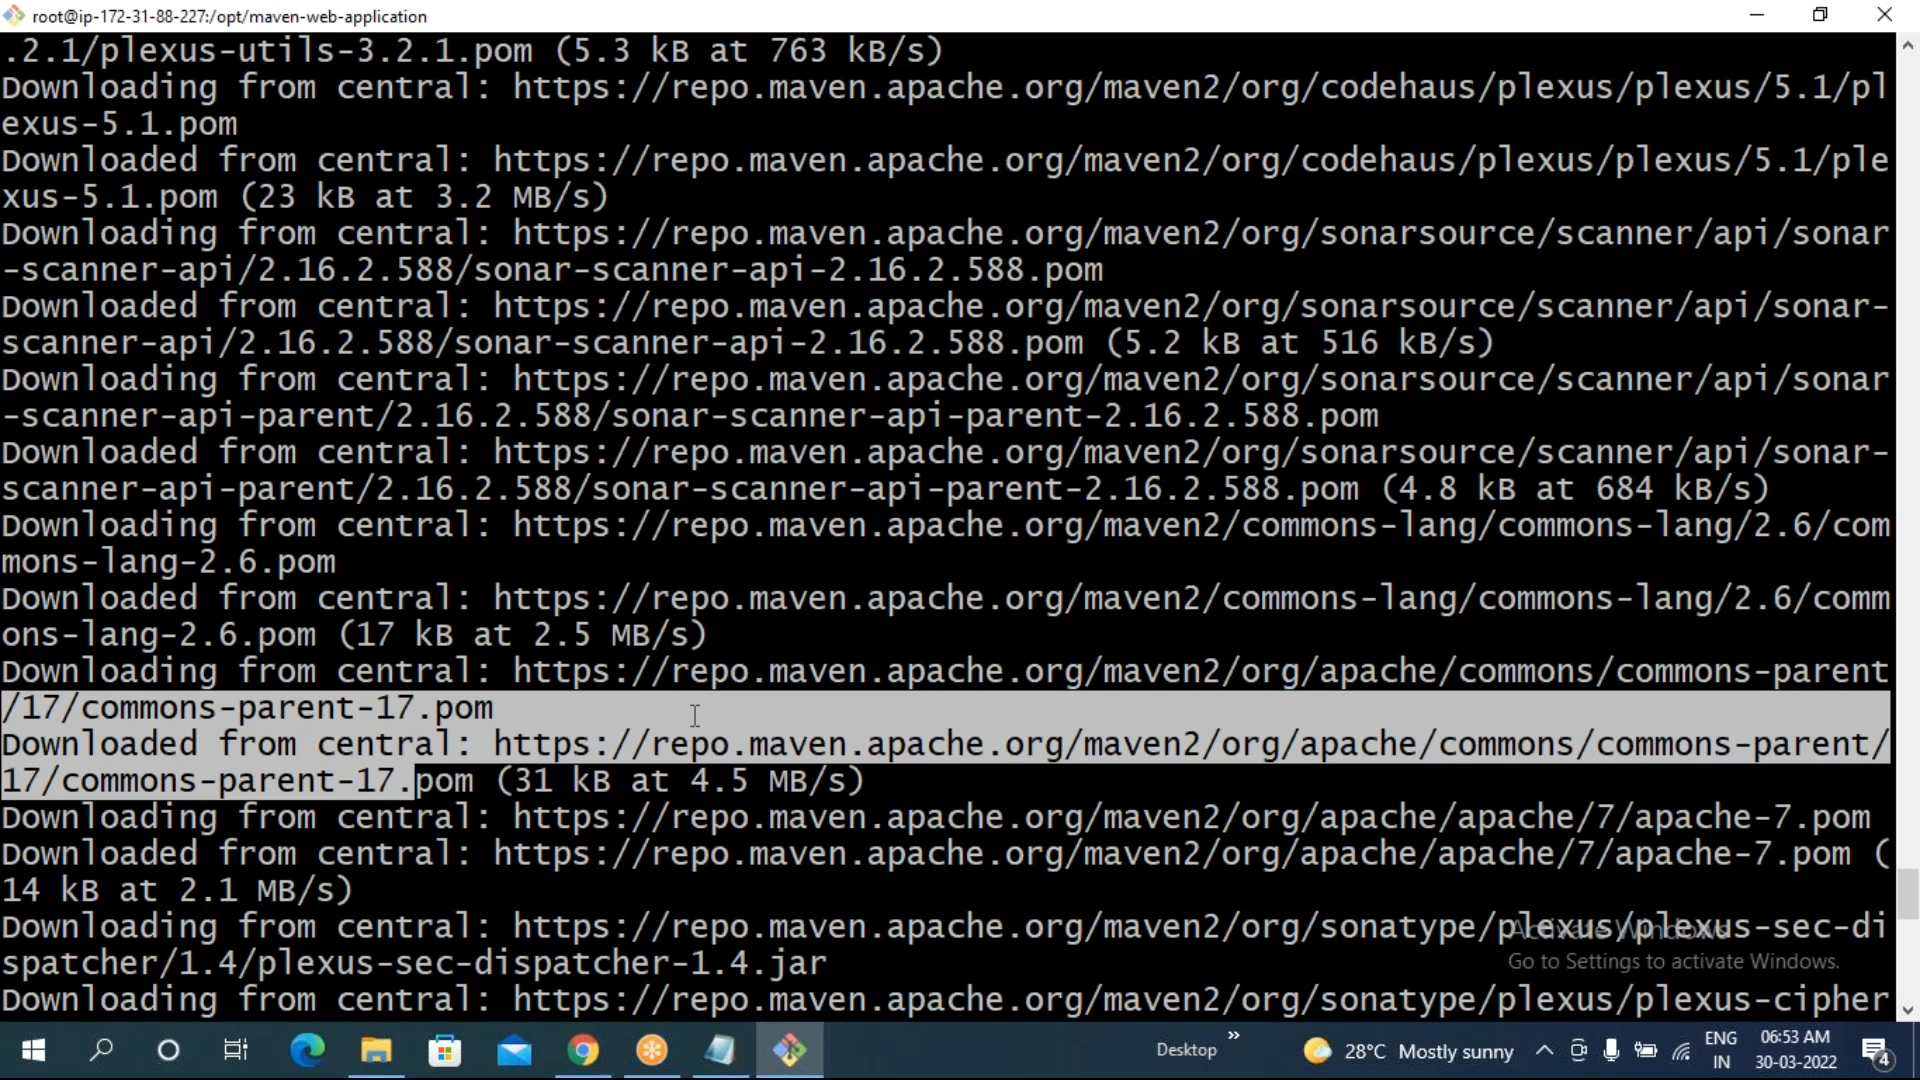 root@ip-172-31-88-227:/opt/maven-web-application
.2.1/plexus-utils-3.2.1.pom (5.3 kB at 763 kB/s)
Downloading from central: https://repo.maven.apache.org/maven2/org/codehaus/plexus/plexus/5.1/pl
exus-5.1.pom
Downloaded from central: https://repo.maven.apache.org/maven2/org/codehaus/plexus/plexus/5.1/ple
xus-5.1.pom (23 kB at 3.2 MB/s)
Downloading from central: https://repo.maven.apache.org/maven2/org/sonarsource/scanner/api/sonar
-scanner-api/2.16.2.588/sonar-scanner-api-2.16.2.588.pom
Downloaded from central: https://repo.maven.apache.org/maven2/org/sonarsource/scanner/api/sonar-
scanner-api/2.16.2.588/sonar-scanner-api-2.16.2.588.pom (5.2 kB at 516 kB/s)
Downloading from central: https://repo.maven.apache.org/maven2/org/sonarsource/scanner/api/sonar
-scanner-api-parent/2.16.2.588/sonar-scanner-api-parent-2.16.2.588.pom
Downloaded from central: https://repo.maven.apache.org/maven2/org/sonarsource/scanner/api/sonar-
scanner-api-parent/2.16.2.588/sonar-scanner-api-parent-2.16.2.588.pom (4.8 kB at 684 kB/s)
Downloading from central: https://repo.maven.apache.org/maven2/commons-lang/commons-lang/2.6/com
mons-lang-2.6.pom
Downloaded from central: https://repo.maven.apache.org/maven2/commons-lang/commons-lang/2.6/comm
ons-lang-2.6.pom (17 kB at 2.5 MB/s)
Downloading from central: https://repo.maven.apache.org/maven2/org/apache/commons/commons-parent
/17/commons-parent-17.pom
Downloaded from central: https://repo.maven.apache.org/maven2/org/apache/commons/commons-parent/
17/commons-parent-17.pom (31 kB at 4.5 MB/s)
Downloading from central: https://repo.maven.apache.org/maven2/org/apache/apache/7/apache-7.pom
Downloaded from central: https://repo.maven.apache.org/maven2/org/apache/apache/7/apache-7.pom (
14 kB at 2.1 MB/s)
Downloading from central: https://repo.maven.apache.org/maven2/org/sonatype/plexus/plexus-sec-di
spatcher/1.4/plexus-sec-dispatcher-1.4.jar
Downloading from central: https://repo.maven.apache.org/maven2/org/sonatype/plexus/plexus-cipher
Activate Windows
Go to Settings to activate Windows.
Desktop
28°C Mostly sunny
ENG
IN
06:53 AM
30-03-2022
4